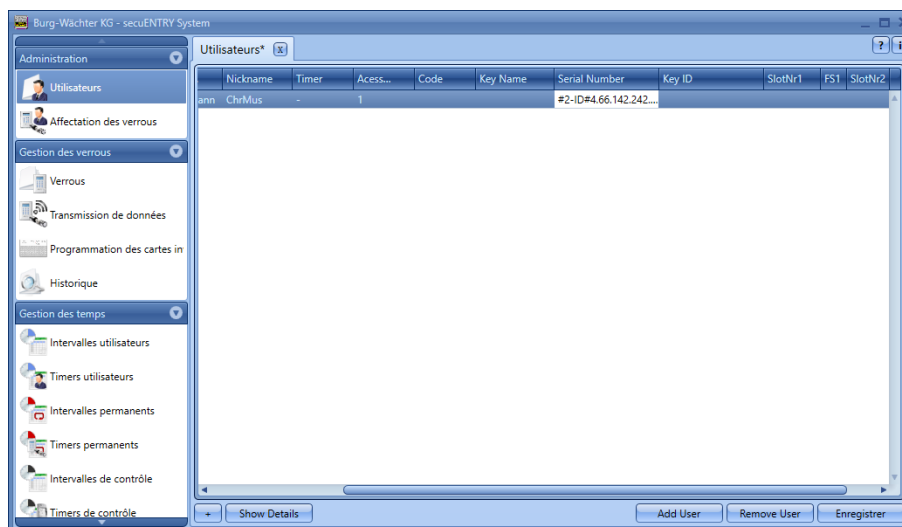 Burg-Wächter KG - secuENTRY System
Administration
Utilisateurs
Affectation des verrous
Gestion des verrous
Verrous
Transmission de données
Programmation des cartes in
Historique
Gestion des temps
Intervalles utilisateurs
Timers utilisateurs
Intervalles permanents
Timers permanents
Intervalles de contrôle
Timers de contrôle
Utilisateurs* x
? i
Nickname Timer Acess... Code Key Name Serial Number Key ID SlotNr1 FS1 SlotNr2
ann ChrMus - 1 #2-ID#4.66.142.242....
+ Show Details Add User Remove User Enregistrer